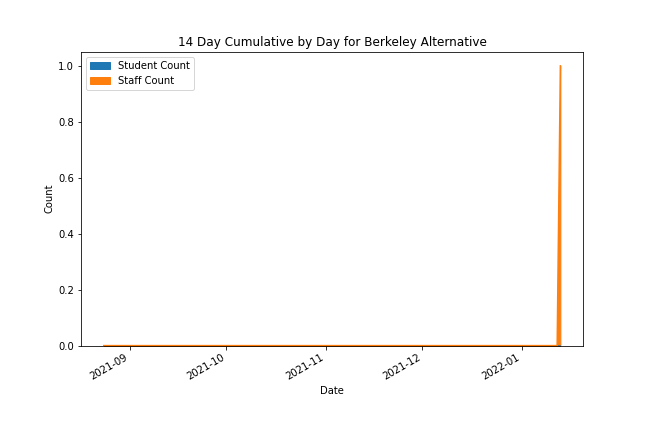 14 Day Cumulative by Day for Berkeley Alternative
Student Count
Staff Count
1.0
0.8
0.6
0.4
0.2
0.0
Count
2021-09
2021-10
2021-11
2021-12
2022-01
Date